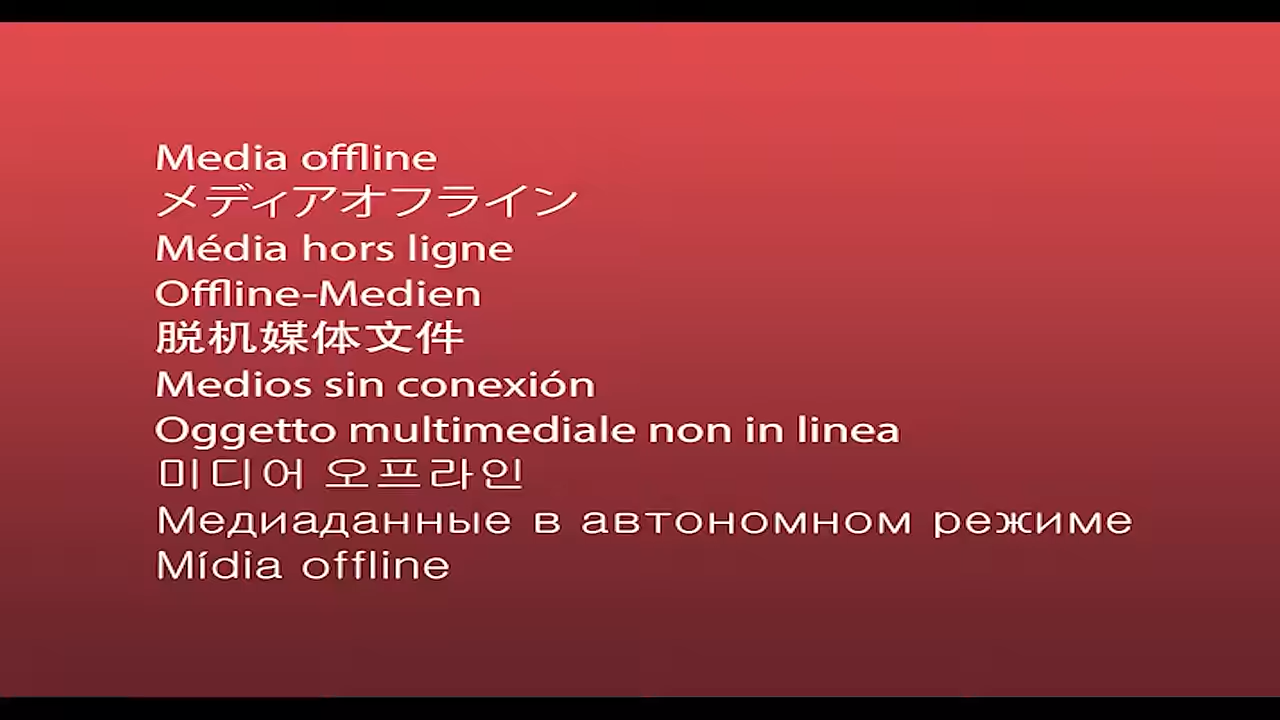 Media offline
メディアオフライン
Média hors ligne
Offline-Medien
脱机媒体文件
Medios sin conexión
Oggetto multimediale non in linea
미디어 오프라인
Медиаданные в автономном режиме
Mídia offline